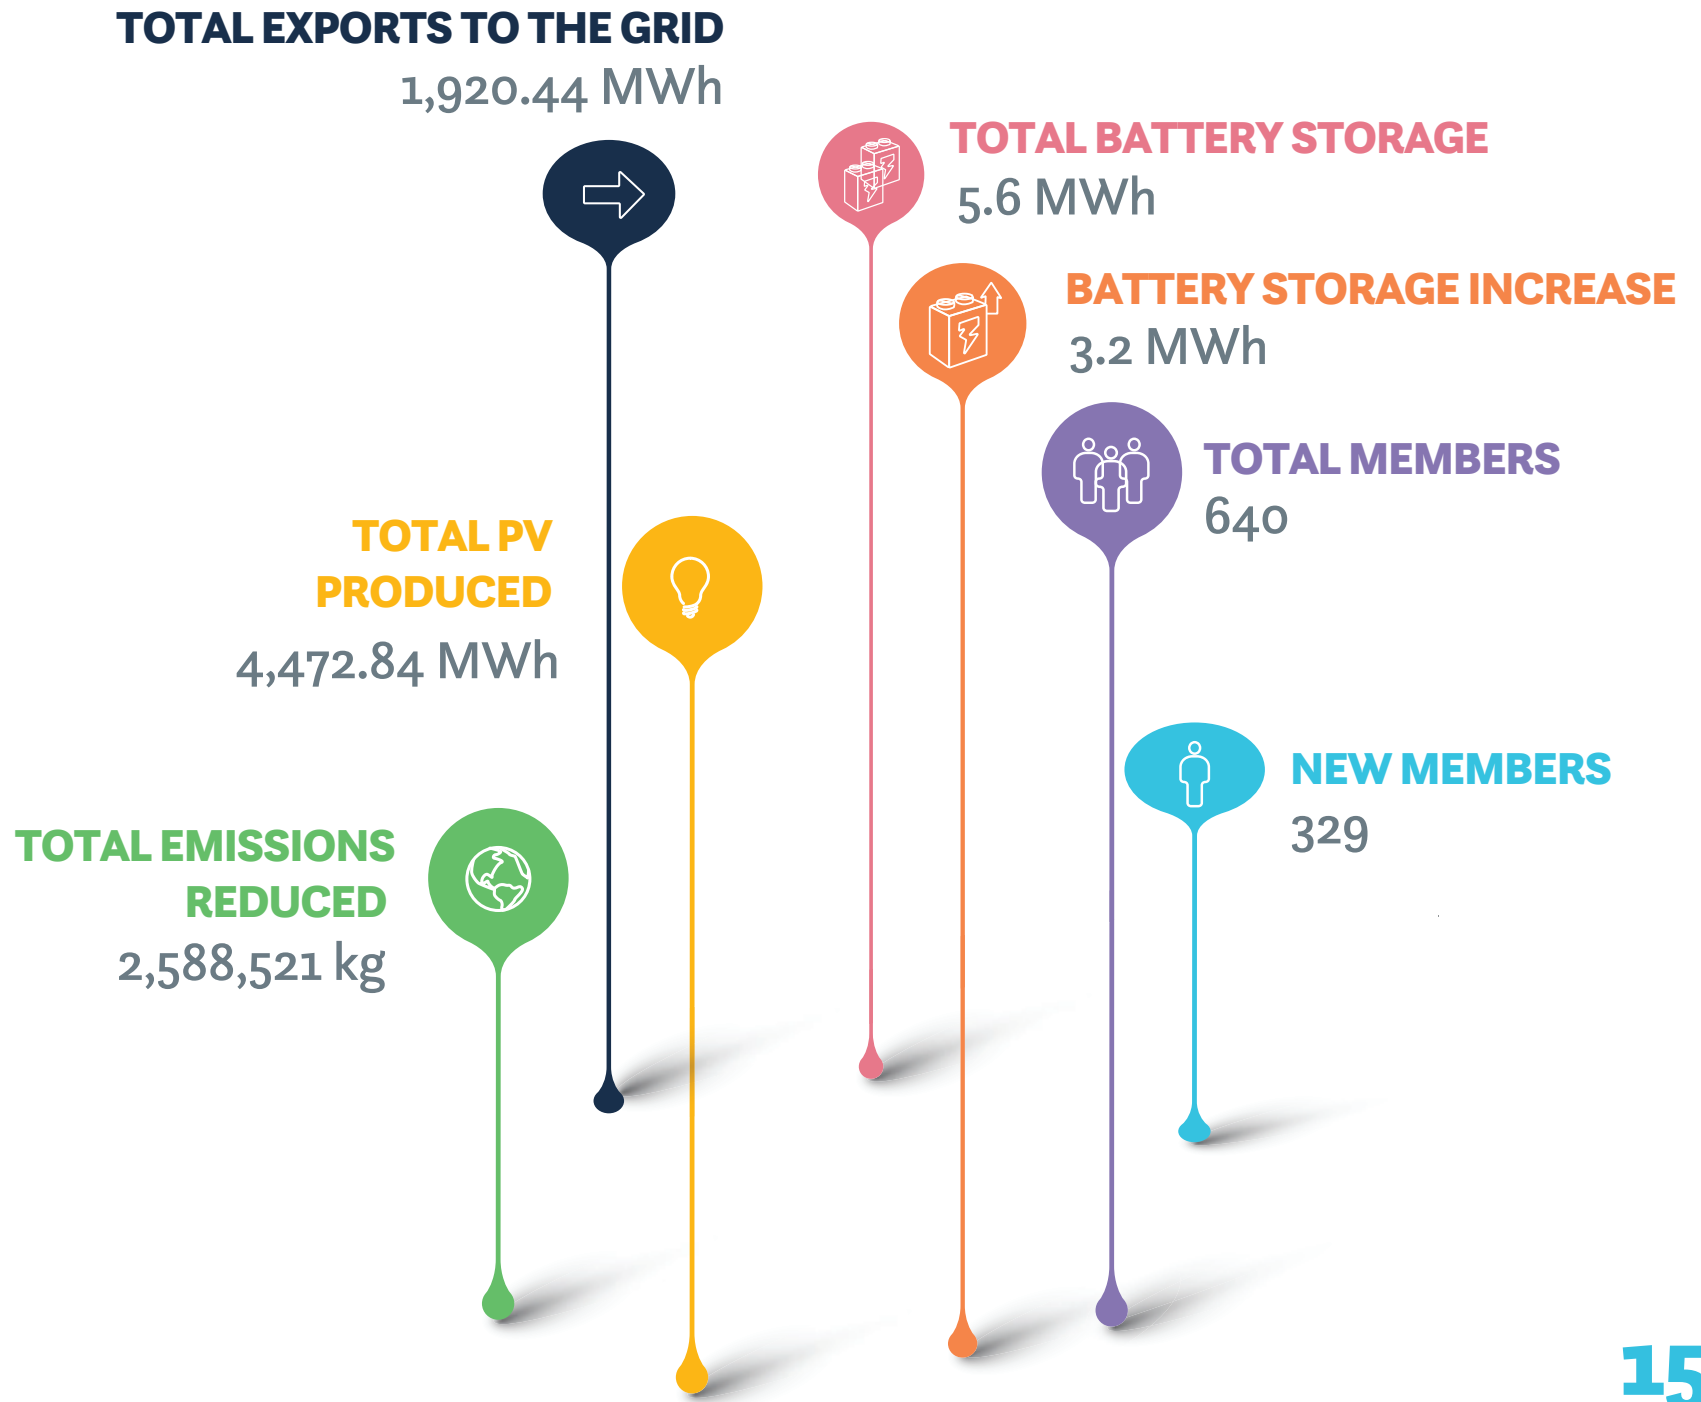 TOTAL EXPORTS TO THE GRID
1,920.44 MWh
TOTAL BATTERY STORAGE
5.6 MWh
BATTERY STORAGE INCREASE
3.2 MWh
TOTAL MEMBERS
640
TOTAL PV
PRODUCED
4,472.84 MWh
NEW MEMBERS
329
TOTAL EMISSIONS
REDUCED
2,588,521 kg
15